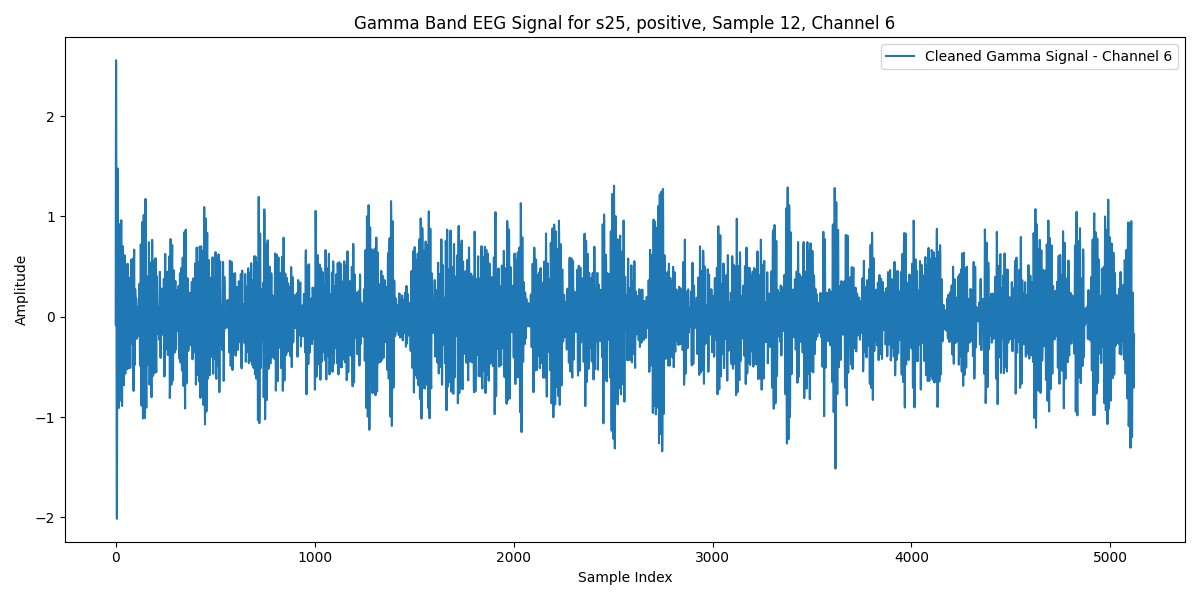 Gamma Band EEG Signal for s25, positive, Sample 12, Channel 6
Cleaned Gamma Signal - Channel 6
Amplitude
2
1
0
−1
−2
0 1000 2000 3000 4000 5000
Sample Index